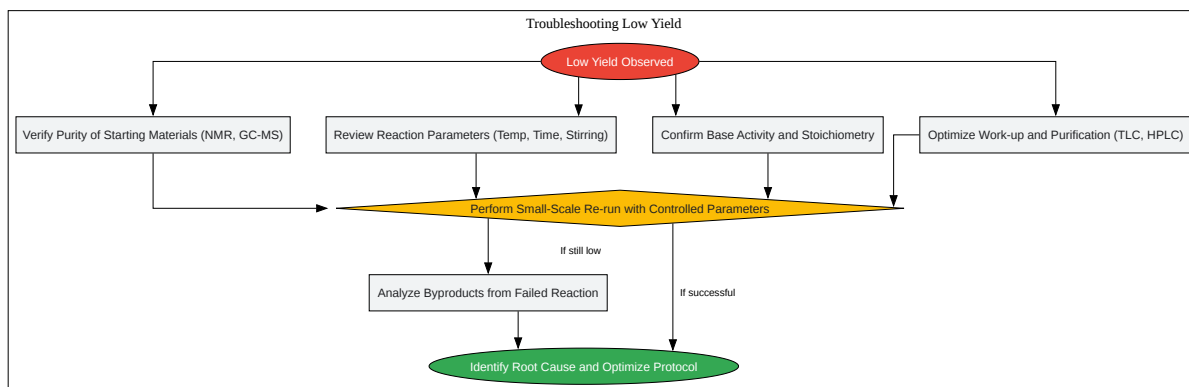 Troubleshooting Low Yield
Low Yield Observed
Verify Purity of Starting Materials (NMR, GC-MS)
Review Reaction Parameters (Temp, Time, Stirring)
Confirm Base Activity and Stoichiometry
Optimize Work-up and Purification (TLC, HPLC)
Perform Small-Scale Re-run with Controlled Parameters
If still low
Analyze Byproducts from Failed Reaction
If successful
Identify Root Cause and Optimize Protocol